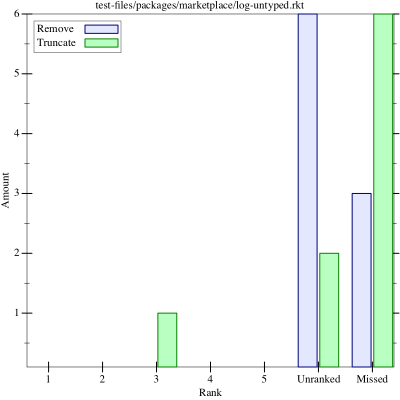 test-files/packages/marketplace/log-untyped.rkt
Remove
Truncate
6
5
4
3
2
1
Amount
1 2 3 4 5 Unranked Missed
Rank